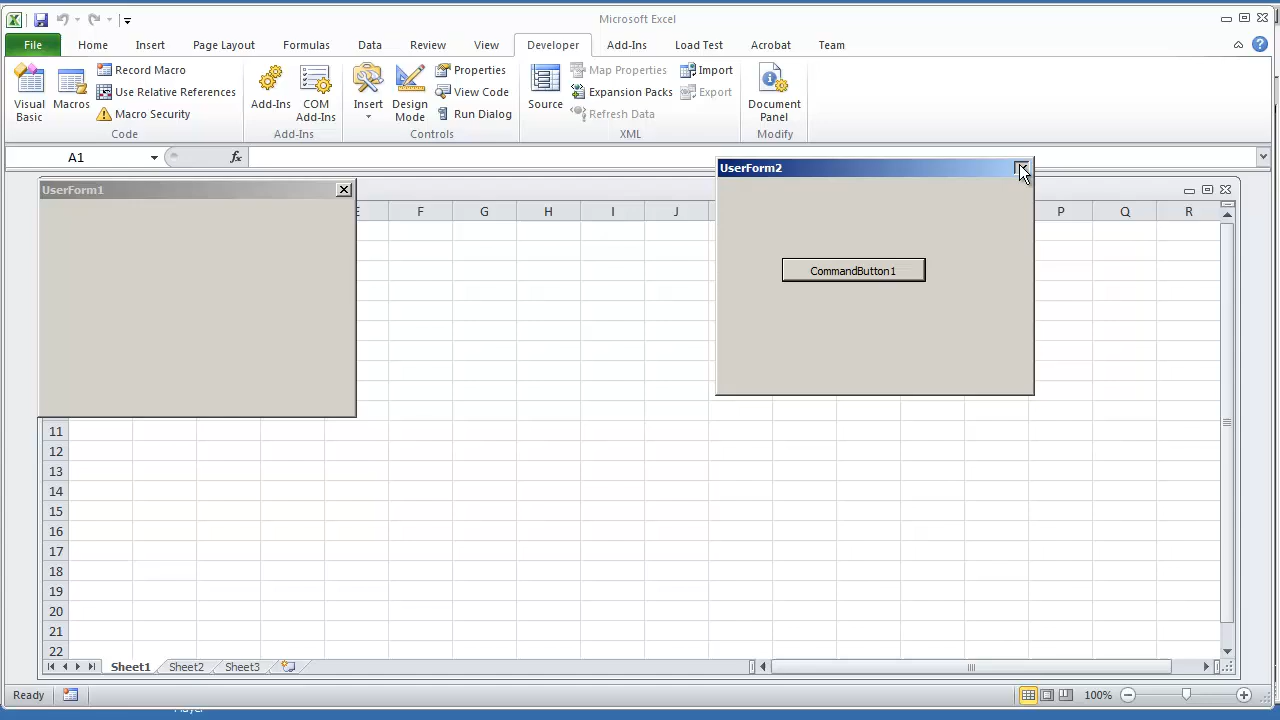 Microsoft Excel
File Home Insert Page Layout Formulas Data Review View Developer Add-Ins Load Test Acrobat Team
Visual Basic
Macros
Record Macro
Use Relative References
Macro Security
Code
Add-Ins
COM Add-Ins
Add-Ins
Insert
Design Mode
Properties
View Code
Run Dialog
Controls
Source
Map Properties
Expansion Packs
Refresh Data
Import
Export
XML
Document Panel
Modify
A1
fx
UserForm1
UserForm2
CommandButton1
E F G H I J P Q R
11
12
13
14
15
16
17
18
19
20
21
22
Sheet1 Sheet2 Sheet3
Ready
100%